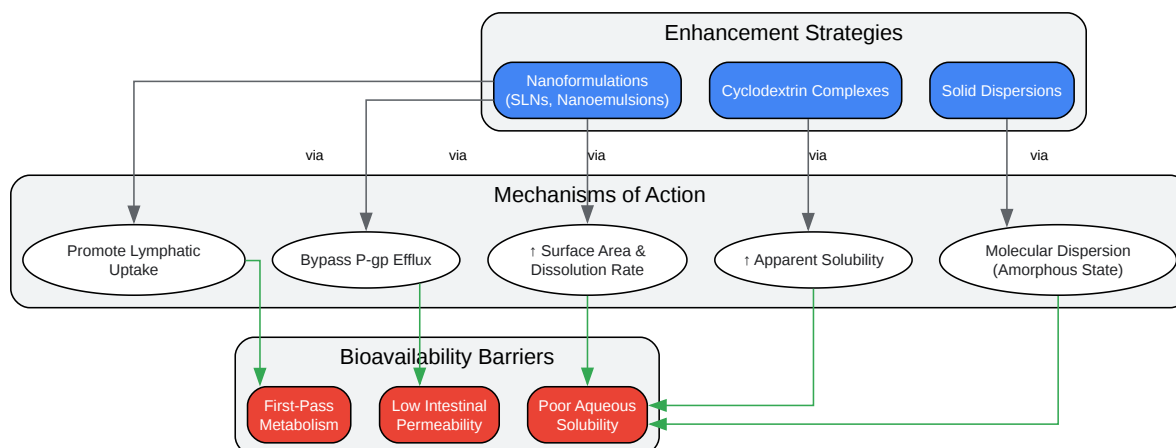 Enhancement Strategies
Nanoformulations
(SLNs, Nanoemulsions)
Cyclodextrin Complexes
Solid Dispersions
via
via
via
via
via
Mechanisms of Action
Promote Lymphatic
Uptake
Bypass P-gp Efflux
↑ Surface Area &
Dissolution Rate
↑ Apparent Solubility
Molecular Dispersion
(Amorphous State)
Bioavailability Barriers
First-Pass
Metabolism
Low Intestinal
Permeability
Poor Aqueous
Solubility